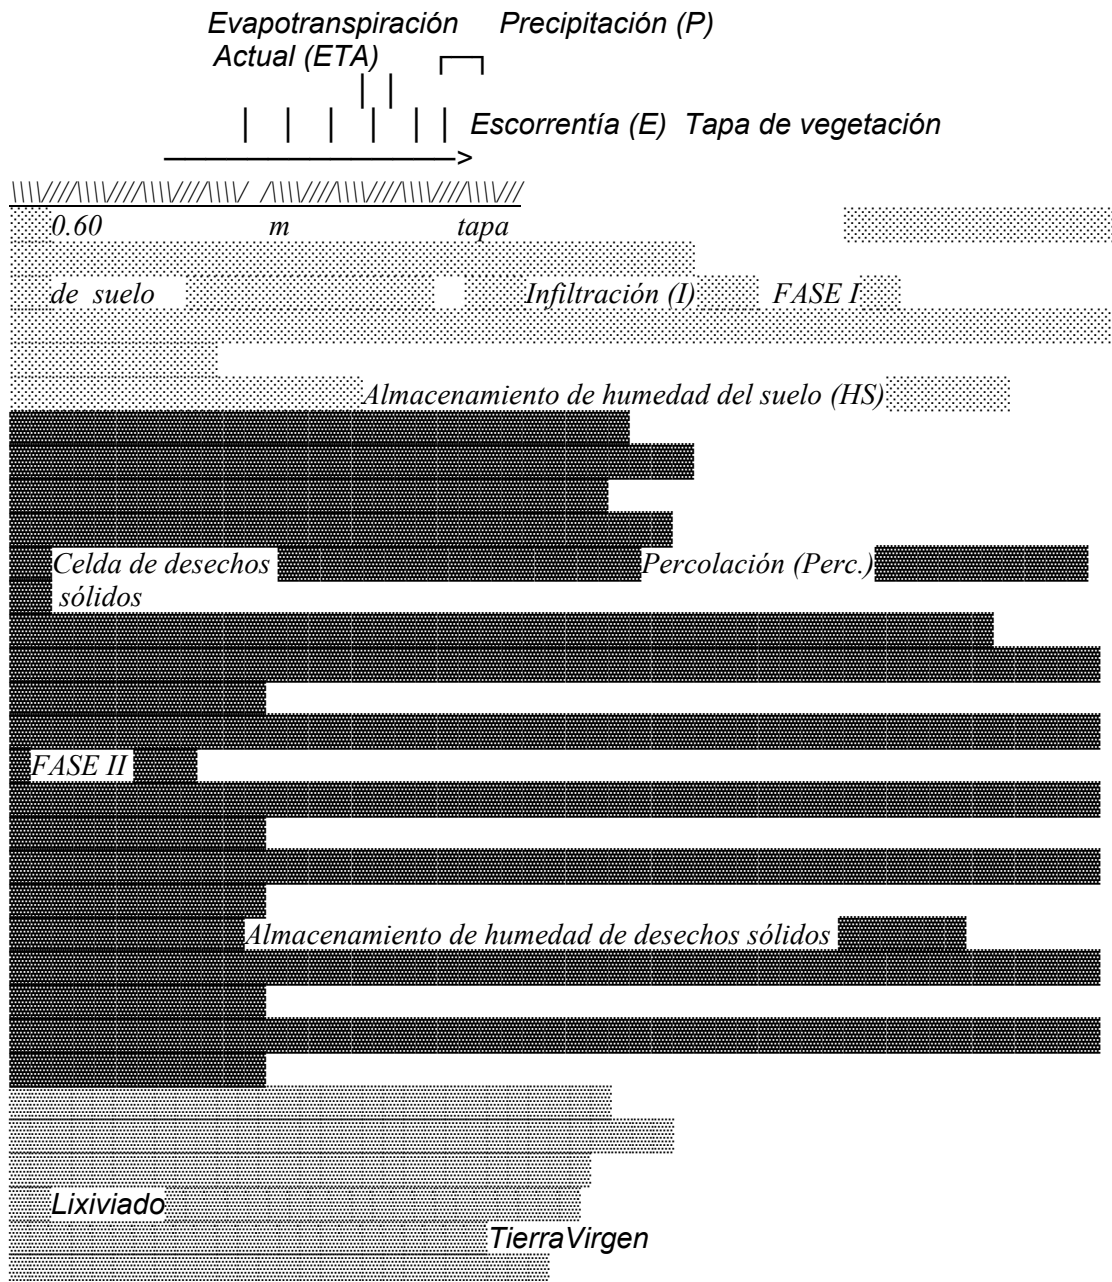 Evapotranspiración Precipitación (P)
Actual (ETA)
Escorrentía (E) Tapa de vegetación
0.60 m tapa
de suelo Infiltración (I) FASE I
Almacenamiento de humedad del suelo (HS)
Celda de desechos Percolación (Perc.)
sólidos
FASE II
Almacenamiento de humedad de desechos sólidos
Lixiviado
TierraVirgen